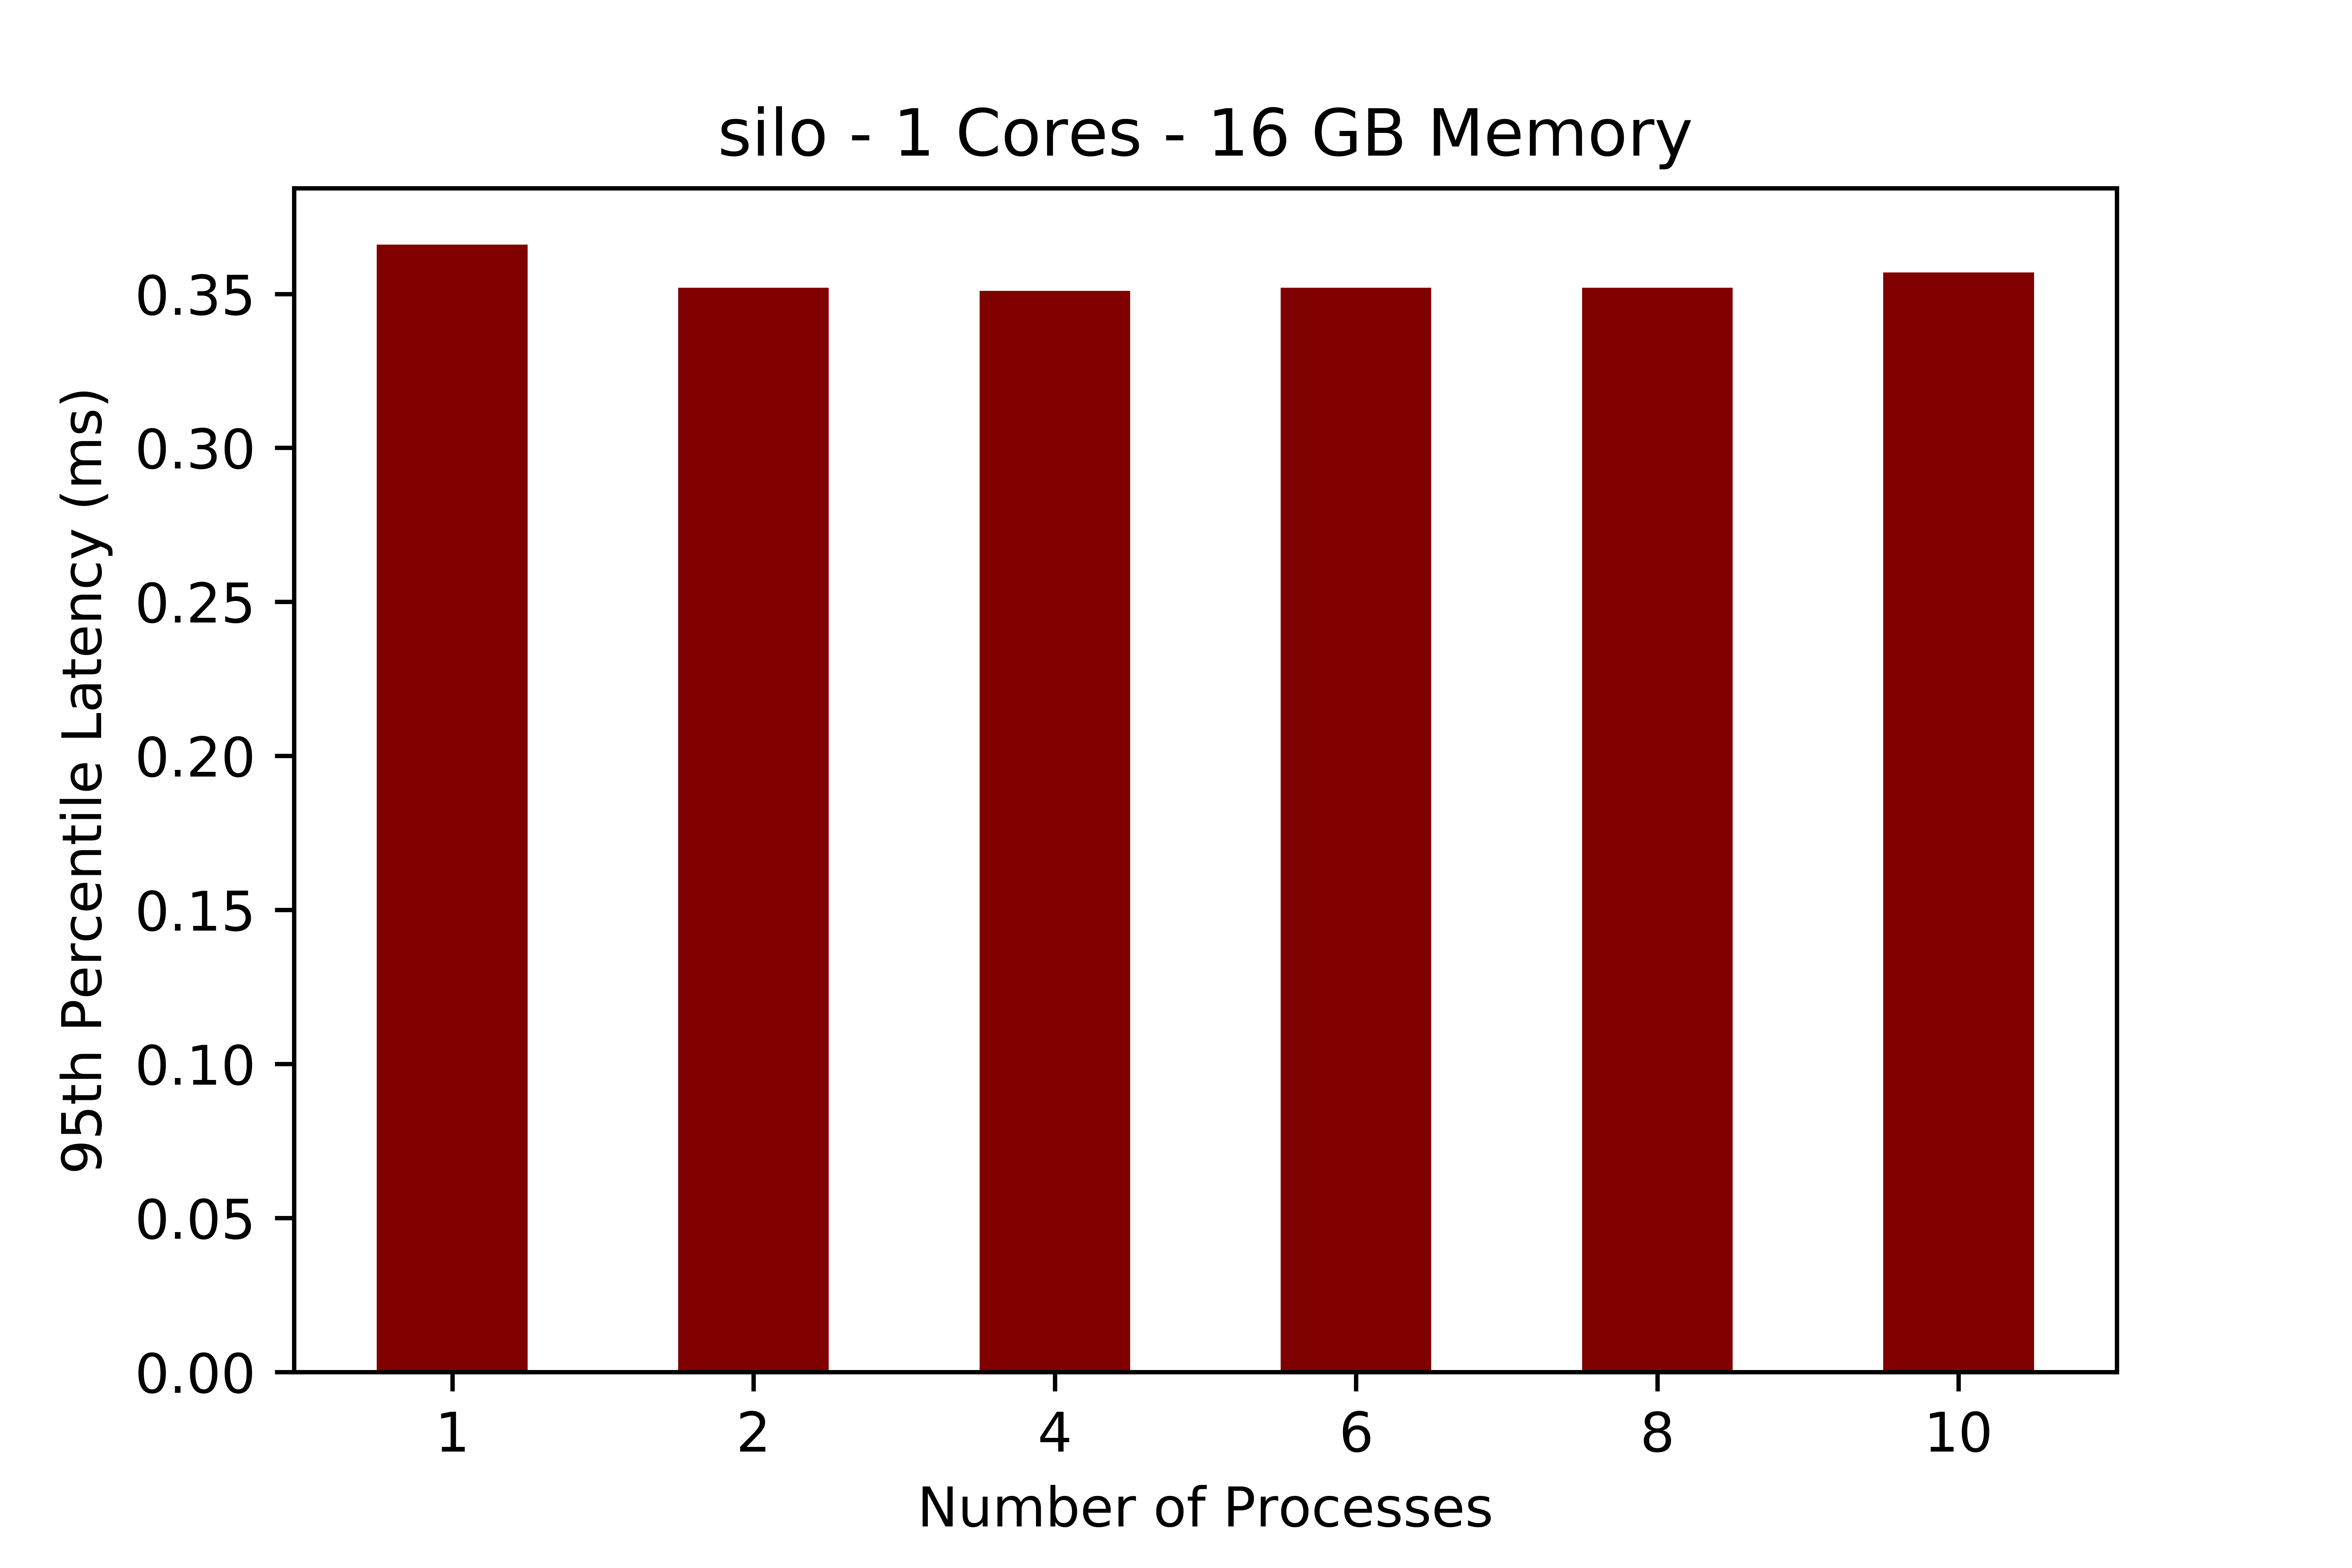 silo - 1 Cores - 16 GB Memory
95th Percentile Latency (ms)
0.35
0.30
0.25
0.20
0.15
0.10
0.05
0.00
1 2 4 6 8 10
Number of Processes